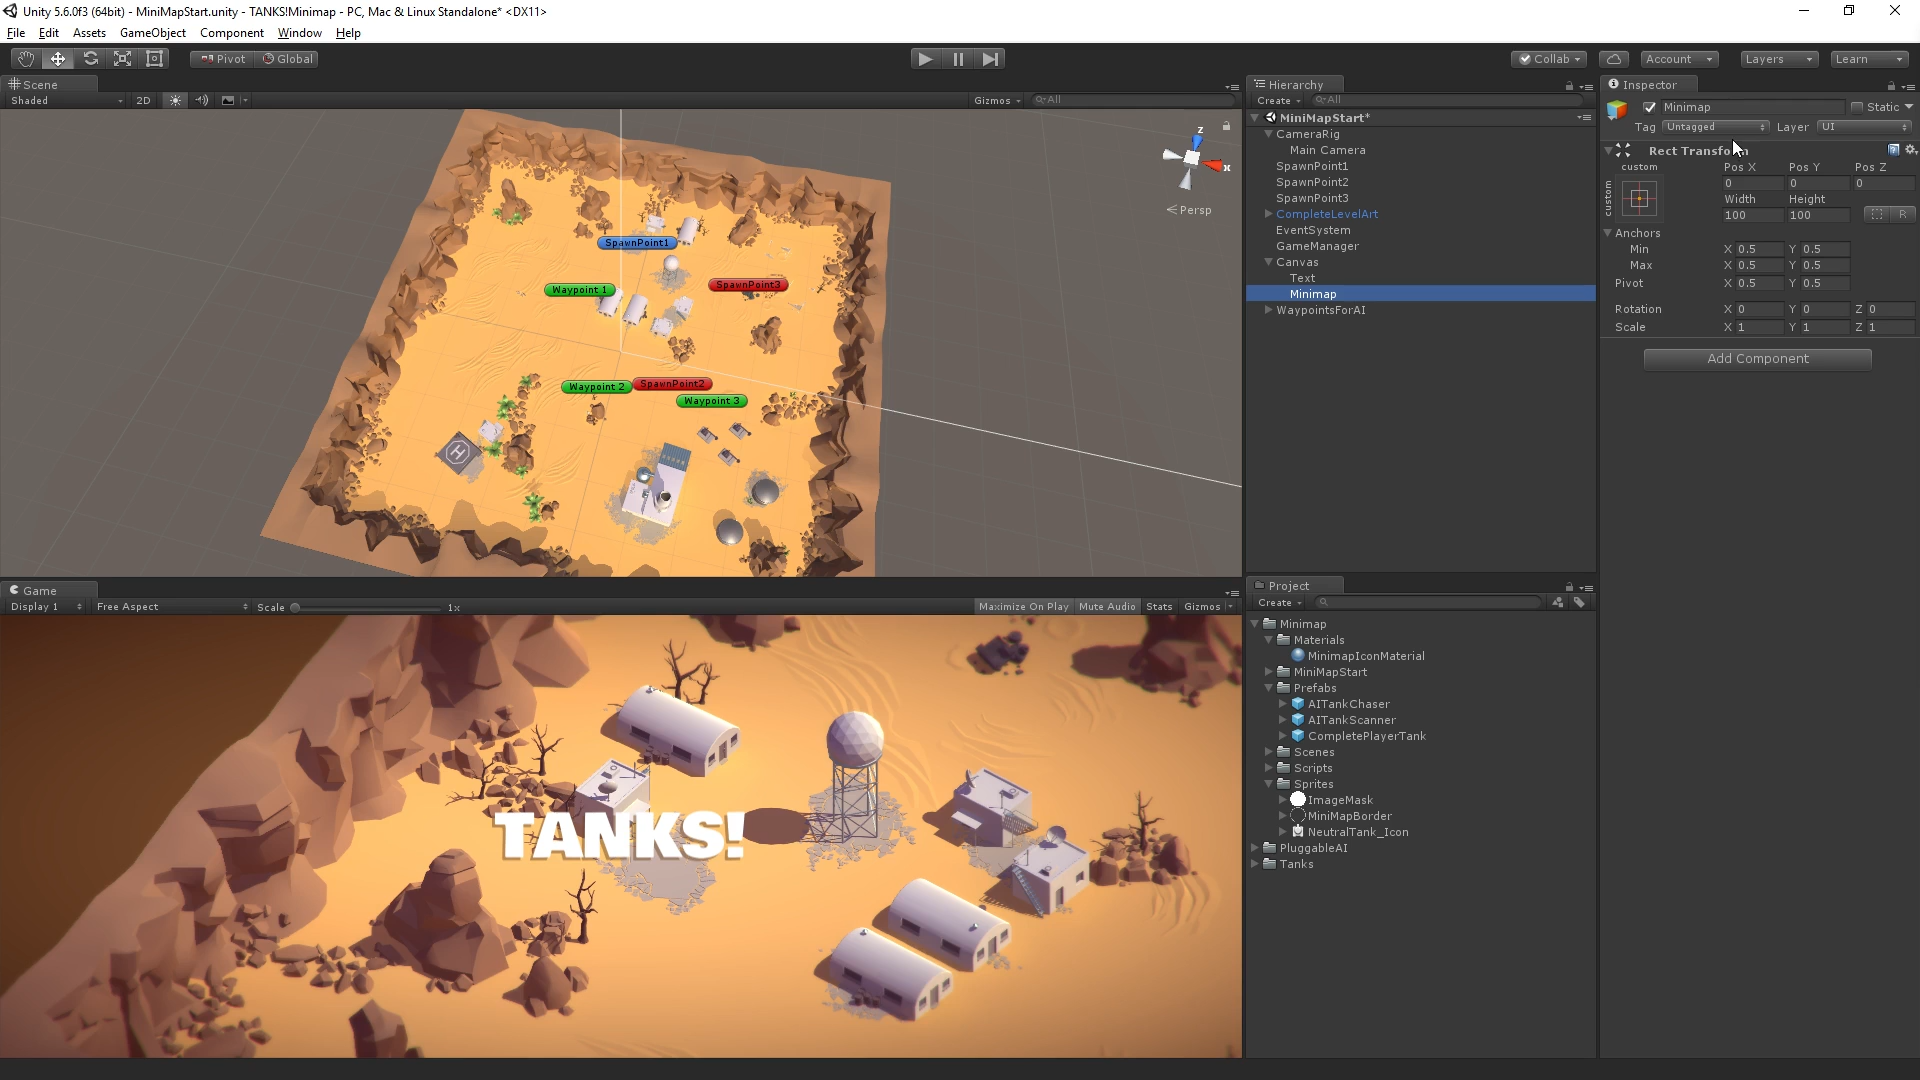 Unity 5.6.0f3 (64bit) - MiniMapStart.unity - TANKS!Minimap - PC, Mac & Linux Standalone* <DX11>
File Edit Assets GameObject Component Window Help
Pivot Global
Collab Account Layers Learn
Scene
Shaded 2D Gizmos All
z
x
Persp
SpawnPoint1
Waypoint 1
SpawnPoint3
Waypoint 2
SpawnPoint2
Waypoint 3
H
Game
Display 1 Free Aspect Scale 1x Maximize On Play Mute Audio Stats Gizmos
TANKS!
Hierarchy
Create All
MiniMapStart*
CameraRig
Main Camera
SpawnPoint1
SpawnPoint2
SpawnPoint3
CompleteLevelArt
EventSystem
GameManager
Canvas
Text
Minimap
WaypointsForAI
Project
Create
Minimap
Materials
MinimapIconMaterial
MiniMapStart
Prefabs
AITankChaser
AITankScanner
CompletePlayerTank
Scenes
Scripts
Sprites
ImageMask
MiniMapBorder
NeutralTank_Icon
PluggableAI
Tanks
Inspector
Minimap Static
Tag Untagged Layer UI
Rect Transform
custom
custom
Pos X Pos Y Pos Z
0 0 0
Width Height
100 100 R
Anchors
Min X 0.5 Y 0.5
Max X 0.5 Y 0.5
Pivot X 0.5 Y 0.5
Rotation X 0 Y 0 Z 0
Scale X 1 Y 1 Z 1
Add Component